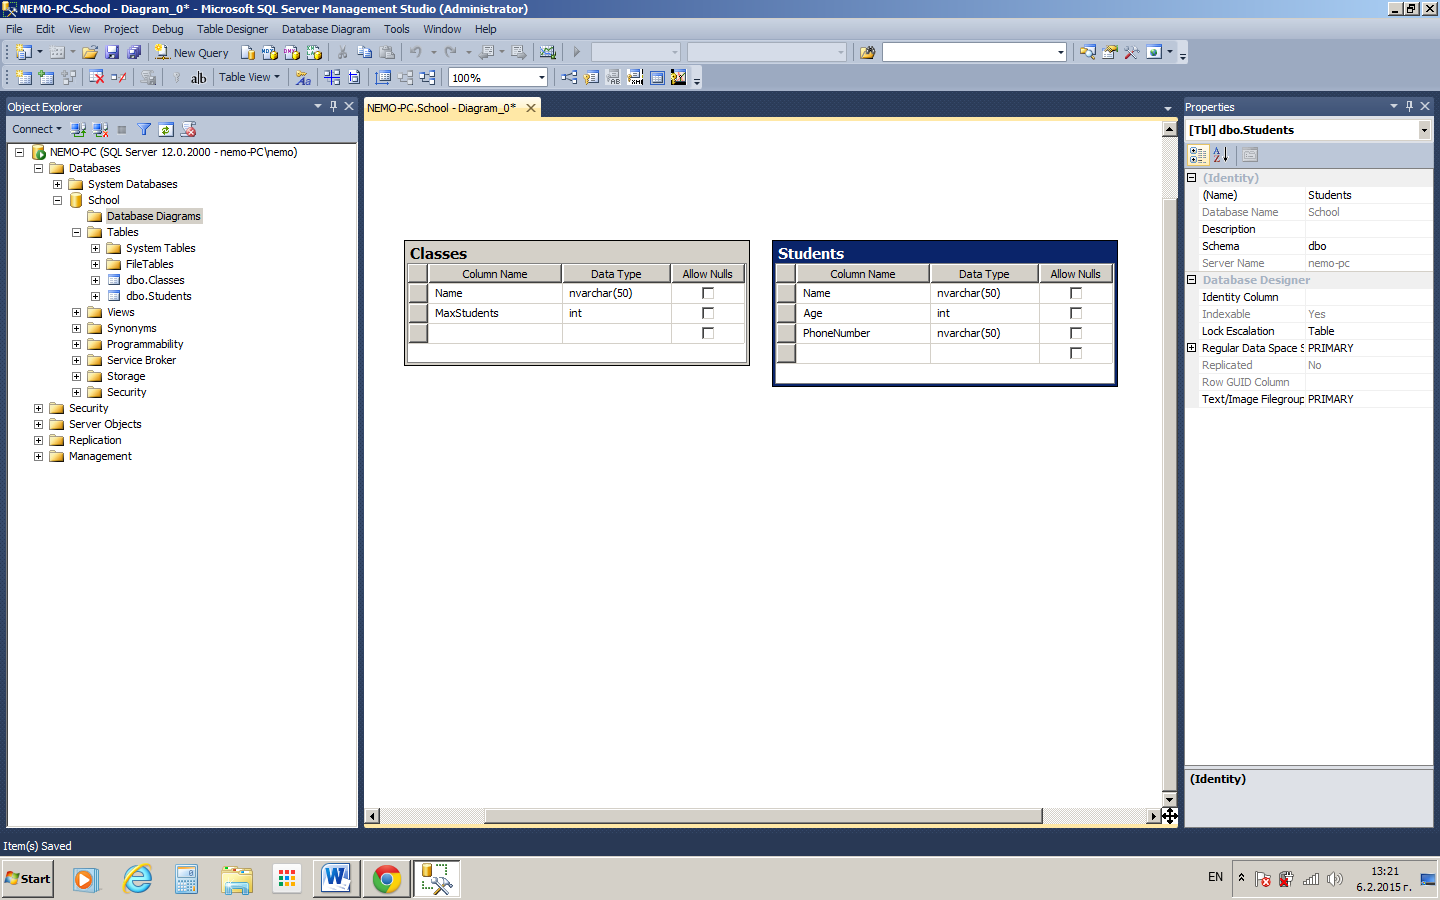 NEMO-PC.School - Diagram_0* - Microsoft SQL Server Management Studio (Administrator)
File Edit View Project Debug Table Designer Database Diagram Tools Window Help
New Query
Table View 100%
Object Explorer
Connect
NEMO-PC (SQL Server 12.0.2000 - nemo-PC\nemo)
Databases
System Databases
School
Database Diagrams
Tables
System Tables
FileTables
dbo.Classes
dbo.Students
Views
Synonyms
Programmability
Service Broker
Storage
Security
Security
Server Objects
Replication
Management
NEMO-PC.School - Diagram_0*
Classes
Column Name Data Type Allow Nulls
Name nvarchar(50)
MaxStudents int
Students
Column Name Data Type Allow Nulls
Name nvarchar(50)
Age int
PhoneNumber nvarchar(50)
Properties
[Tbl] dbo.Students
(Identity)
(Name) Students
Database Name School
Description
Schema dbo
Server Name nemo-pc
Database Designer
Identity Column
Indexable Yes
Lock Escalation Table
Regular Data Space S PRIMARY
Replicated No
Row GUID Column
Text/Image Filegroup PRIMARY
(Identity)
Item(s) Saved
Start
EN
13:21
6.2.2015 г.